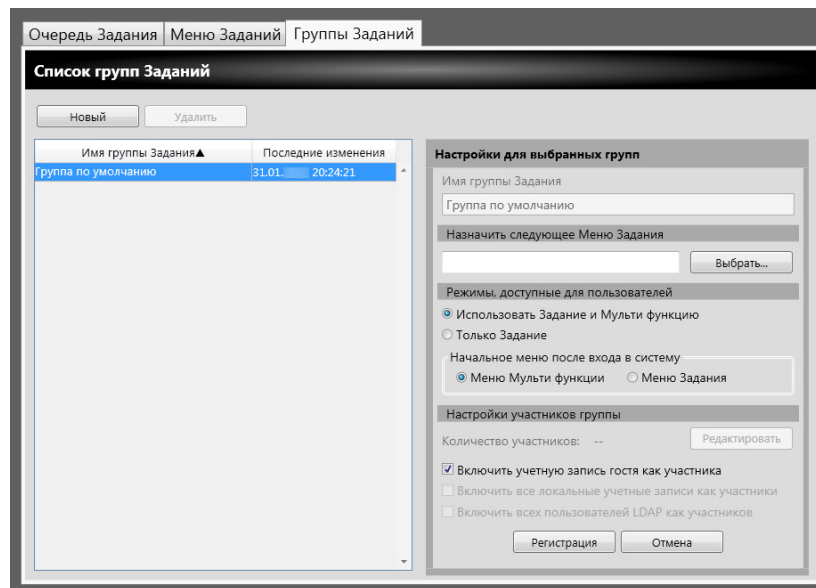 Очередь Задания Меню Заданий Группы Заданий
Список групп Заданий
Новый Удалить
Имя группы Задания▲ Последние изменения
Группа по умолчанию 31.01. 20:24:21
Настройки для выбранных групп
Имя группы Задания
Группа по умолчанию
Назначить следующее Меню Задания
Выбрать...
Режимы, доступные для пользователей
Использовать Задание и Мульти функцию
Только Задание
Начальное меню после входа в систему
Меню Мульти функции Меню Задания
Настройки участников группы
Количество участников: -- Редактировать
Включить учетную запись гостя как участника
Включить все локальные учетные записи как участники
Включить всех пользователей LDAP как участников
Регистрация Отмена